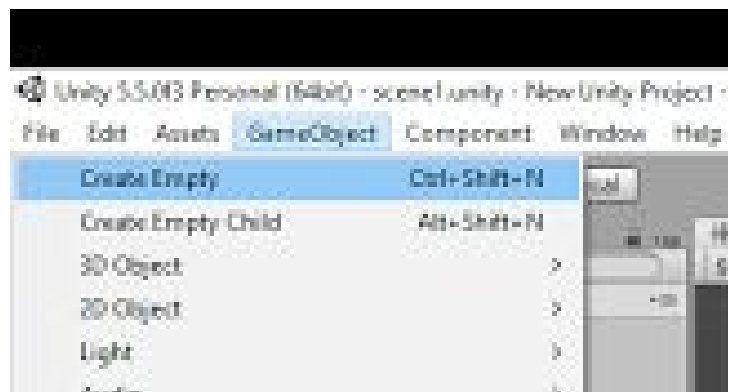 Unity 5.5.0f3 Personal (64bit) - scene1.unity - New Unity Project -
File Edit Assets GameObject Component Window Help
Create Empty Ctrl+Shift+N
Create Empty Child Alt+Shift+N
3D Object >
2D Object >
Light >